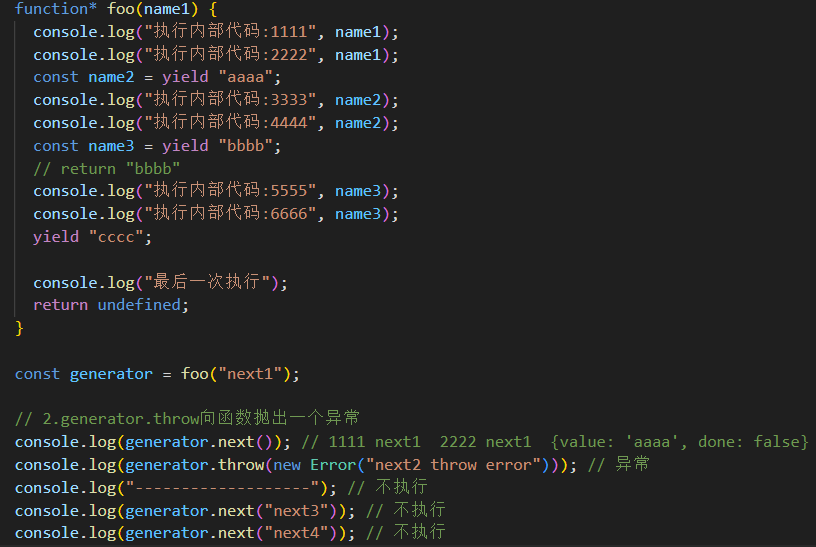 function* foo(name1) {
  console.log("执行内部代码:1111", name1);
  console.log("执行内部代码:2222", name1);
  const name2 = yield "aaaa";
  console.log("执行内部代码:3333", name2);
  console.log("执行内部代码:4444", name2);
  const name3 = yield "bbbb";
  // return "bbbb"
  console.log("执行内部代码:5555", name3);
  console.log("执行内部代码:6666", name3);
  yield "cccc";
  console.log("最后一次执行");
  return undefined;
}
const generator = foo("next1");
// 2.generator.throw向函数抛出一个异常
console.log(generator.next()); // 1111 next1  2222 next1  {value: 'aaaa', done: false}
console.log(generator.throw(new Error("next2 throw error"))); // 异常
console.log("-------------------"); // 不执行
console.log(generator.next("next3")); // 不执行
console.log(generator.next("next4")); // 不执行